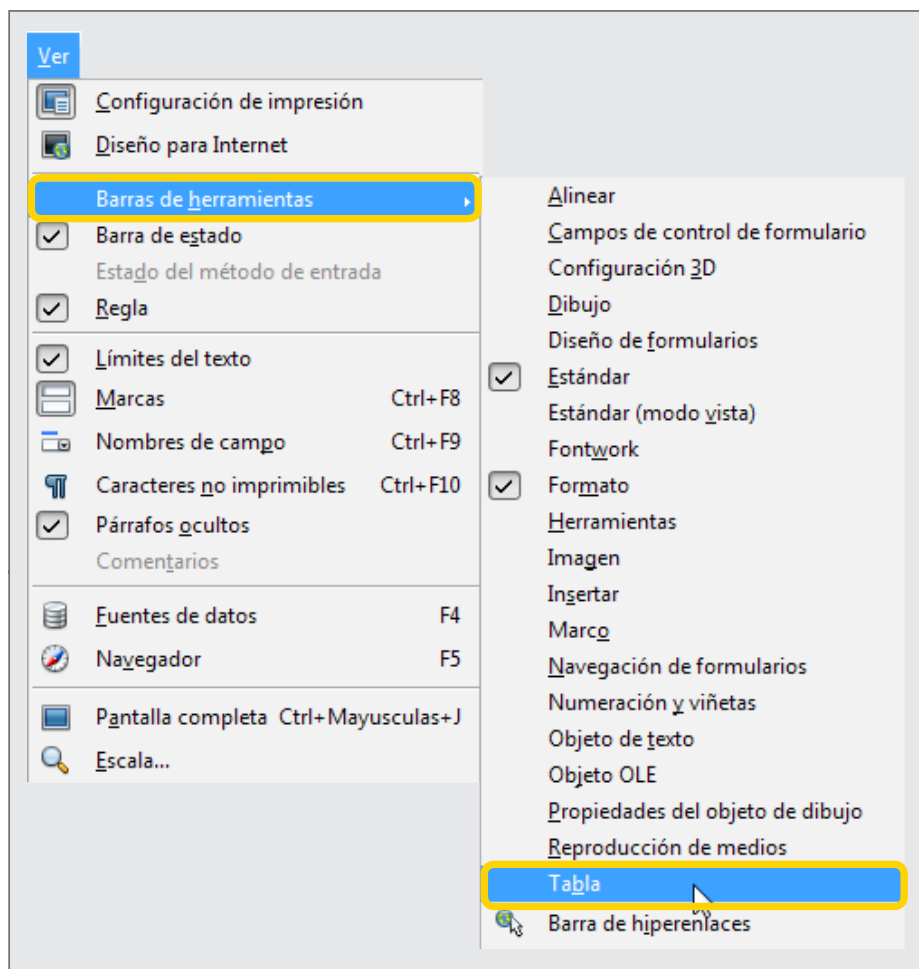 Ver
Configuración de impresión
Diseño para Internet
Barras de herramientas
Barra de estado
Estado del método de entrada
Regla
Límites del texto
Marcas Ctrl+F8
Nombres de campo Ctrl+F9
Caracteres no imprimibles Ctrl+F10
Párrafos ocultos
Comentarios
Fuentes de datos F4
Navegador F5
Pantalla completa Ctrl+Mayusculas+J
Escala...
Alinear
Campos de control de formulario
Configuración 3D
Dibujo
Diseño de formularios
Estándar
Estándar (modo vista)
Fontwork
Formato
Herramientas
Imagen
Insertar
Marco
Navegación de formularios
Numeración y viñetas
Objeto de texto
Objeto OLE
Propiedades del objeto de dibujo
Reproducción de medios
Tabla
Barra de hiperenlaces